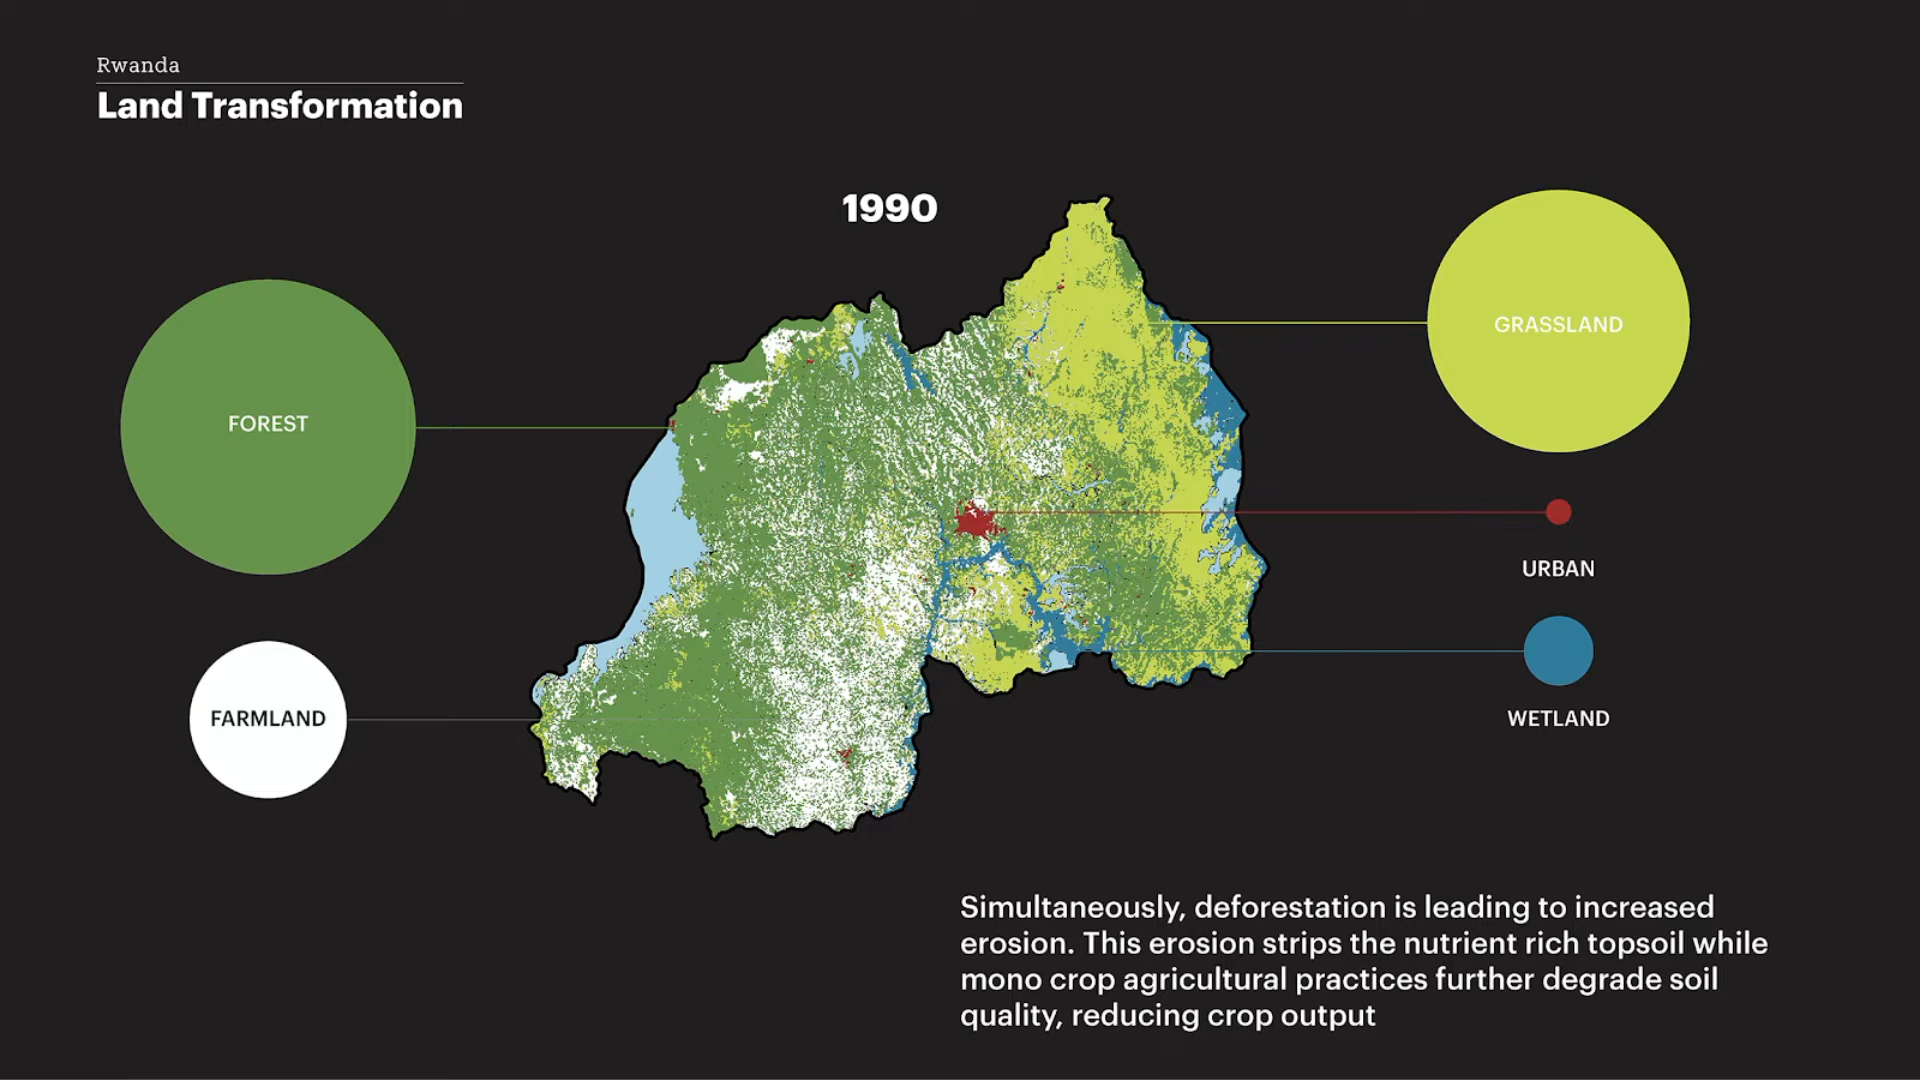 Rwanda
Land Transformation
1990
FOREST
GRASSLAND
URBAN
FARMLAND
WETLAND
Simultaneously, deforestation is leading to increased
erosion. This erosion strips the nutrient rich topsoil while
mono crop agricultural practices further degrade soil
quality, reducing crop output